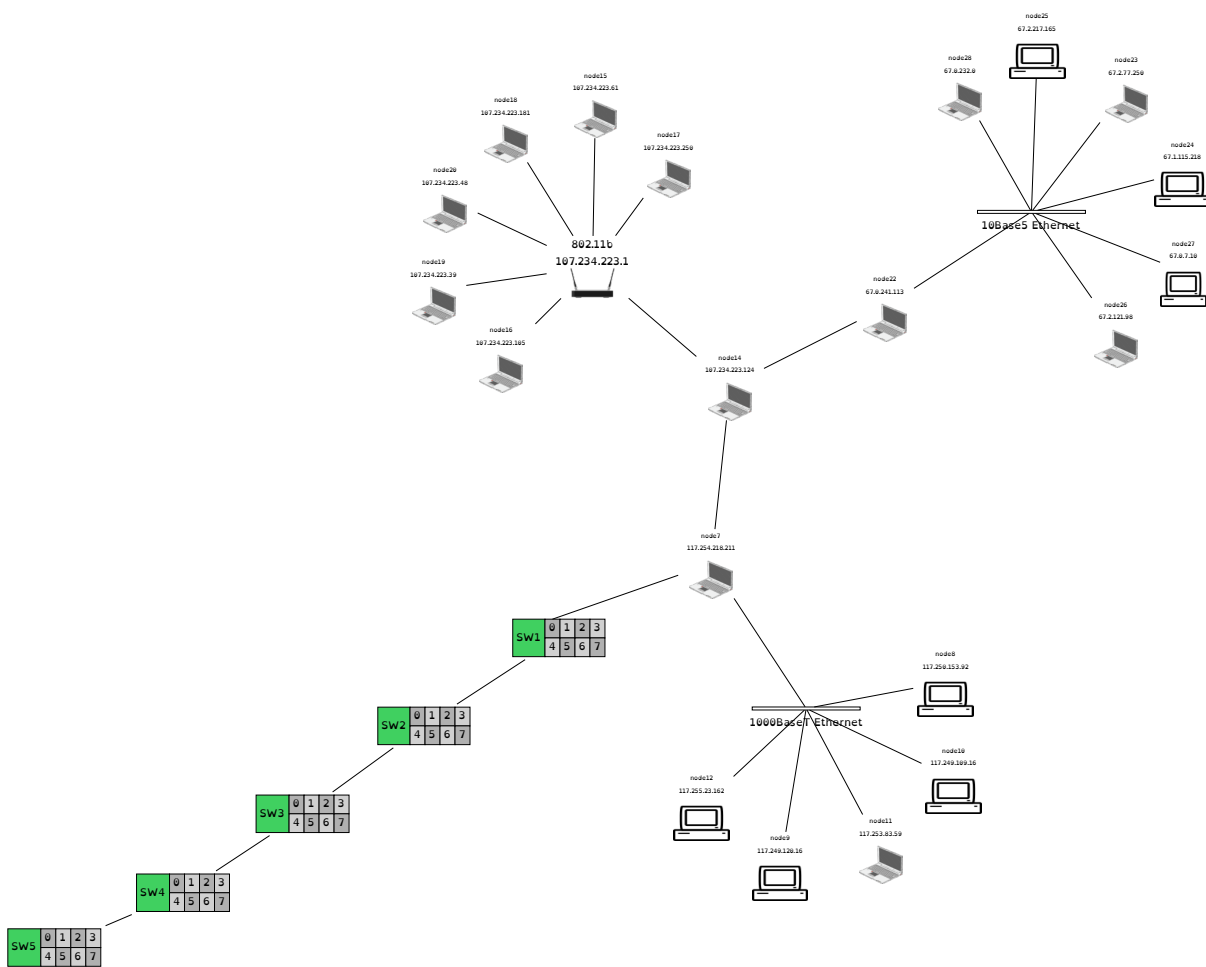 node25
67.2.217.165
node28
67.0.232.0
node23
67.2.77.250
node15
107.234.223.61
node18
107.234.223.181
node17
107.234.223.250
node24
67.1.115.218
node20
107.234.223.48
10Base5 Ethernet
802.11b
107.234.223.1
node27
67.0.7.10
node19
107.234.223.39
node22
67.0.241.113
node26
67.2.121.98
node16
107.234.223.105
node14
107.234.223.124
node7
117.254.218.211
SW1
0 1 2 3
4 5 6 7
node8
117.250.153.92
SW2
0 1 2 3
4 5 6 7
1000BaseT Ethernet
node10
117.249.109.16
node12
117.255.23.162
SW3
0 1 2 3
4 5 6 7
node11
117.253.83.59
node9
117.249.120.16
SW4
0 1 2 3
4 5 6 7
SW5
0 1 2 3
4 5 6 7